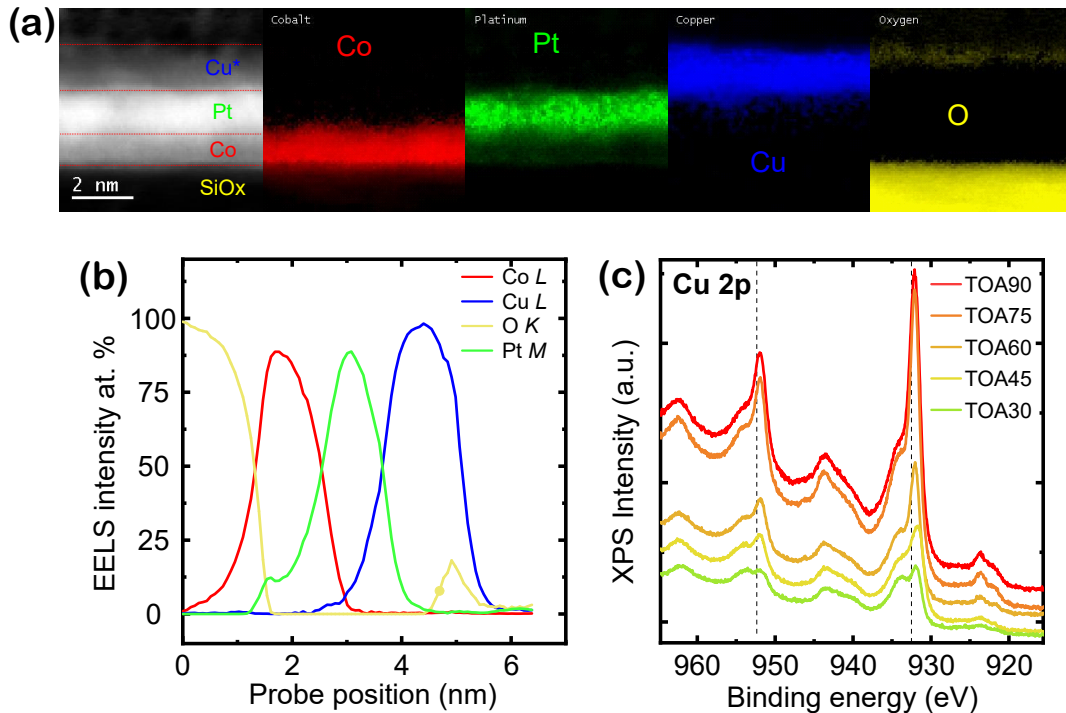 (a)
Cobalt
Platinum
Copper
Oxygen
Co
Pt
Cu*
Pt
Co
SiOx
2 nm
Cu
O
(b)
Co L
Cu L
O K
Pt M
100
75
50
25
0
EELS intensity at. %
0 2 4 6
Probe position (nm)
(c)
Cu 2p
TOA90
TOA75
TOA60
TOA45
TOA30
XPS Intensity (a.u.)
960 950 940 930 920
Binding energy (eV)